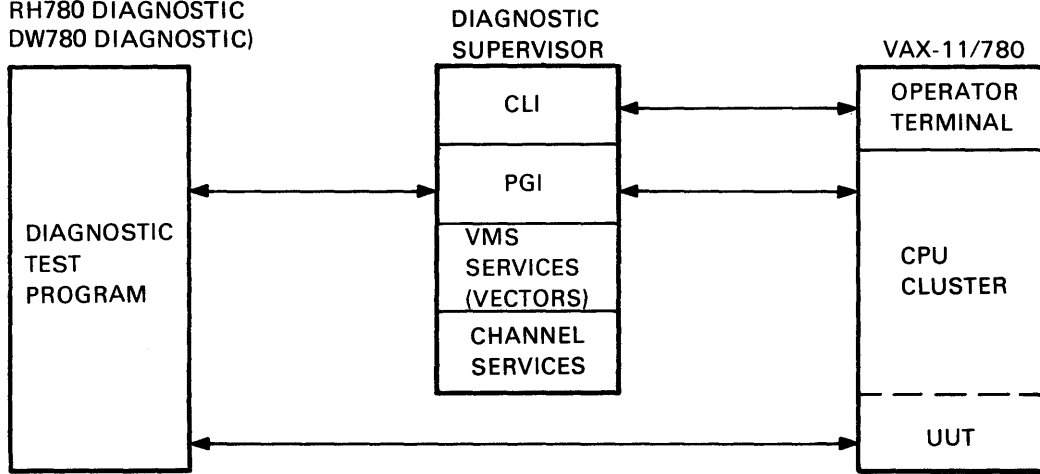 RH780 DIAGNOSTIC
DW780 DIAGNOSTIC)
DIAGNOSTIC
TEST
PROGRAM
DIAGNOSTIC
SUPERVISOR
CLI
PGI
VMS
SERVICES
(VECTORS)
CHANNEL
SERVICES
VAX-11/780
OPERATOR
TERMINAL
CPU
CLUSTER
UUT